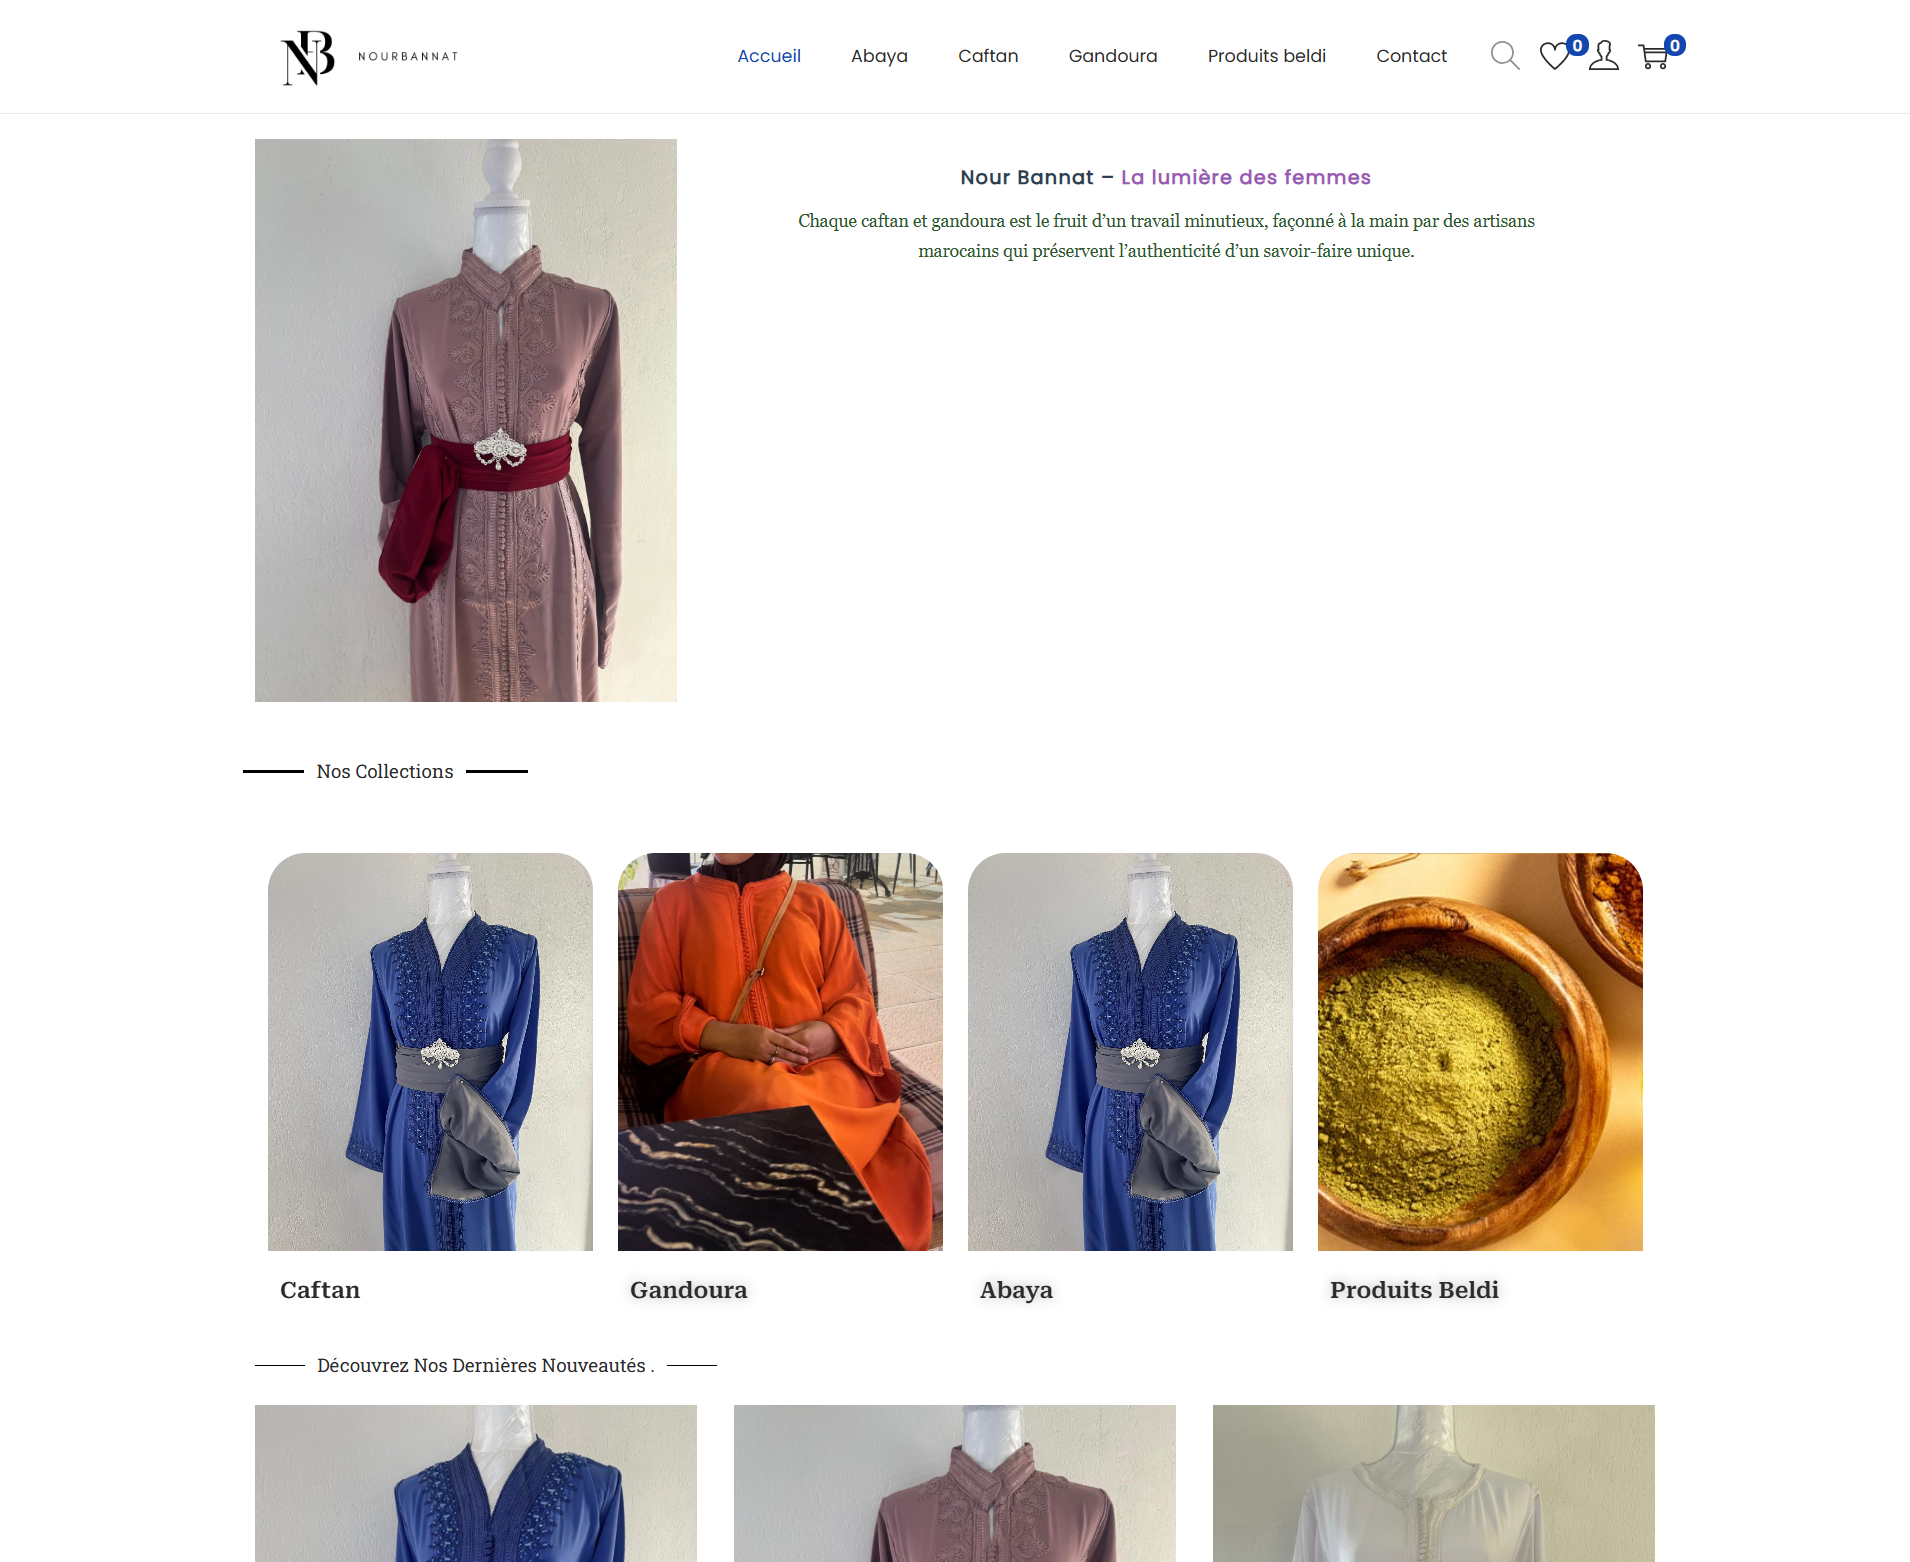 NB NOURBANNAT
Accueil Abaya Caftan Gandoura Produits beldi Contact 0 0
Nour Bannat – La lumière des femmes
Chaque caftan et gandoura est le fruit d’un travail minutieux, façonné à la main par des artisans
marocains qui préservent l’authenticité d’un savoir-faire unique.
Nos Collections
Caftan Gandoura Abaya Produits Beldi
Découvrez Nos Dernières Nouveautés .